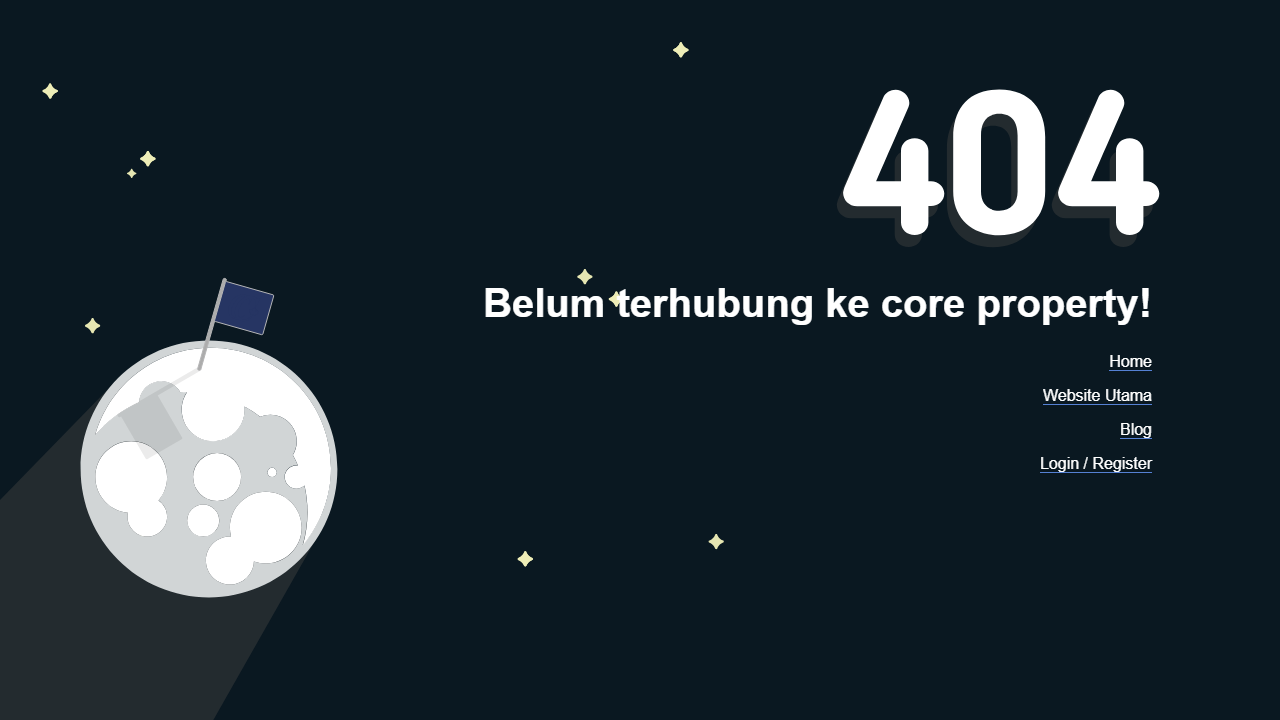 404
Belum terhubung ke core property!
Home
Website Utama
Blog
Login / Register